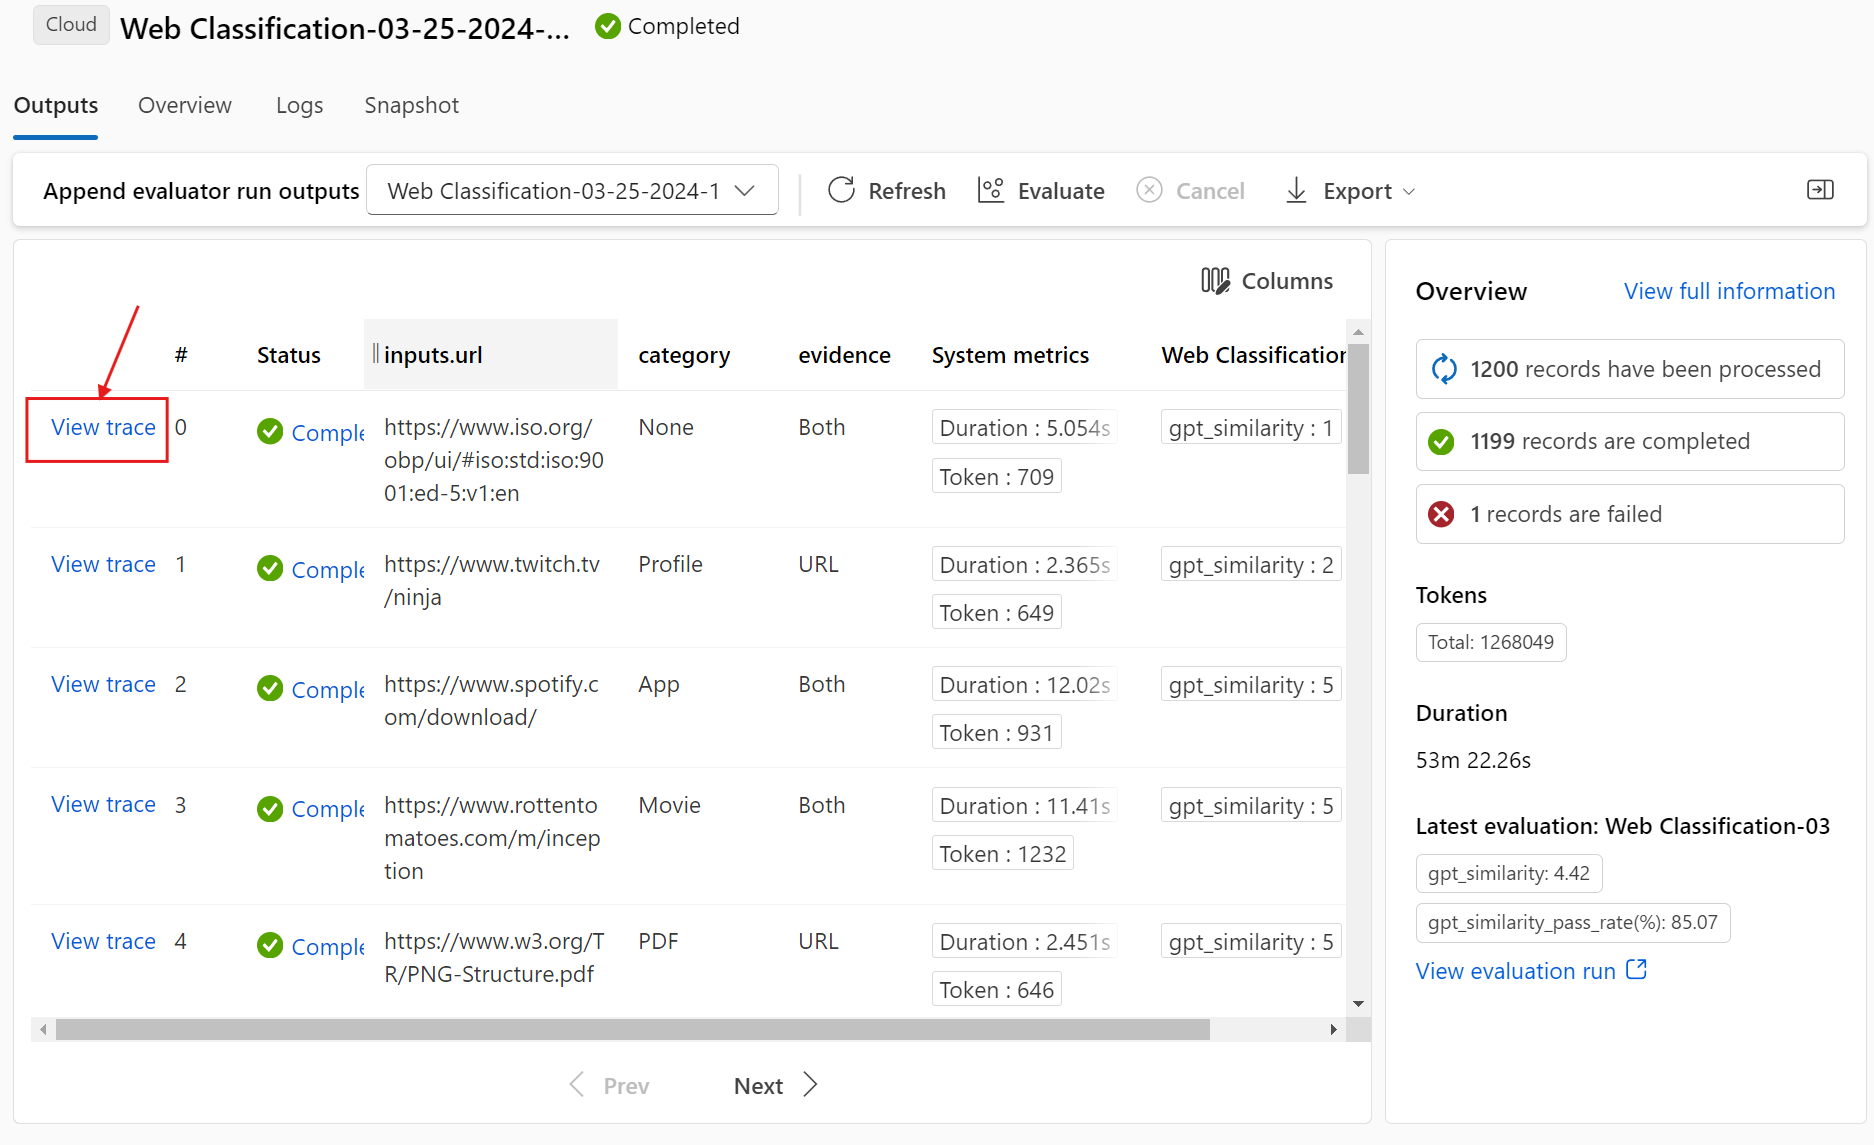 Cloud Web Classification-03-25-2024-... Completed
Outputs Overview Logs Snapshot
Append evaluator run outputs Web Classification-03-25-2024-1 Refresh Evaluate Cancel Export
Columns
# Status inputs.url category evidence System metrics Web Classification
View trace 0 Comple https://www.iso.org/ None Both Duration : 5.054s gpt_similarity : 1
obp/ui/#iso:std:iso:90
Token : 709
01:ed-5:v1:en
View trace 1 Comple https://www.twitch.tv Profile URL Duration : 2.365s gpt_similarity : 2
/ninja
Token : 649
View trace 2 Comple https://www.spotify.c App Both Duration : 12.02s gpt_similarity : 5
om/download/
Token : 931
View trace 3 Comple https://www.rottento Movie Both Duration : 11.41s gpt_similarity : 5
matoes.com/m/incep
Token : 1232
tion
View trace 4 Comple https://www.w3.org/T PDF URL Duration : 2.451s gpt_similarity : 5
R/PNG-Structure.pdf
Token : 646
Prev Next
Overview View full information
1200 records have been processed
1199 records are completed
1 records are failed
Tokens
Total: 1268049
Duration
53m 22.26s
Latest evaluation: Web Classification-03
gpt_similarity: 4.42
gpt_similarity_pass_rate(%): 85.07
View evaluation run